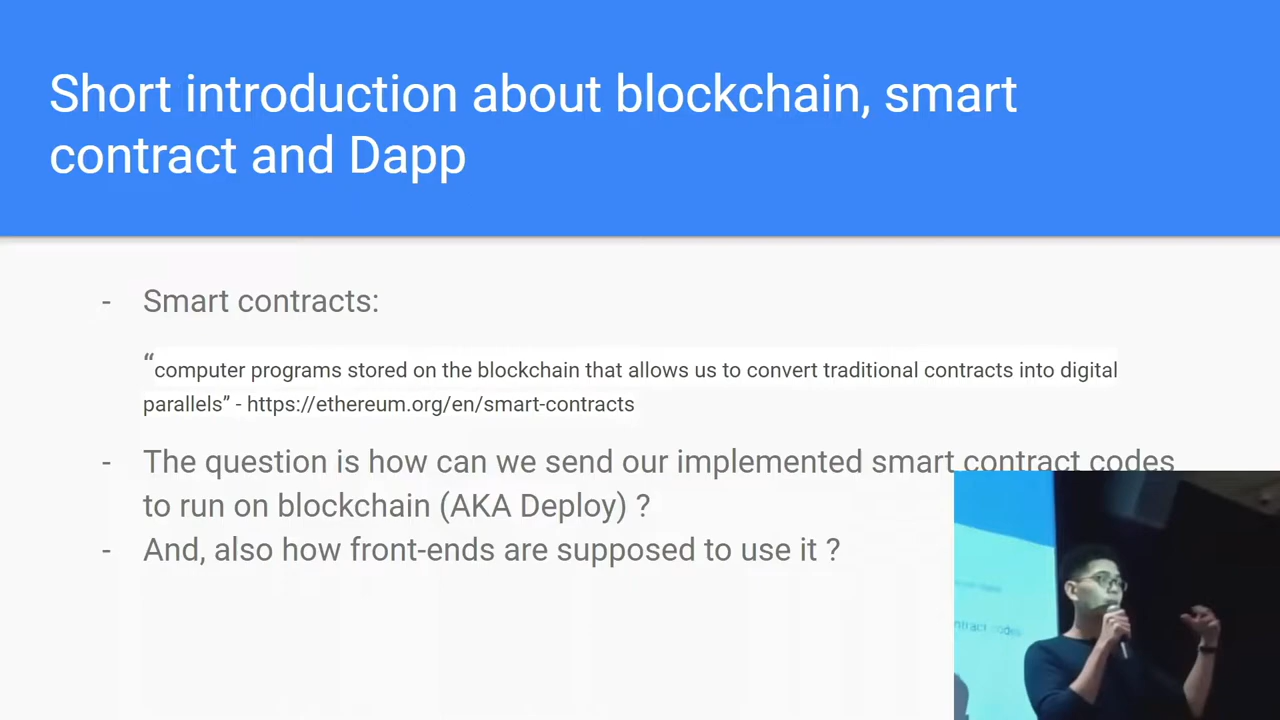 Short introduction about blockchain, smart
contract and Dapp
- Smart contracts:
“computer programs stored on the blockchain that allows us to convert traditional contracts into digital
parallels” - https://ethereum.org/en/smart-contracts
- The question is how can we send our implemented smart contract codes
to run on blockchain (AKA Deploy) ?
- And, also how front-ends are supposed to use it ?
ntract codes